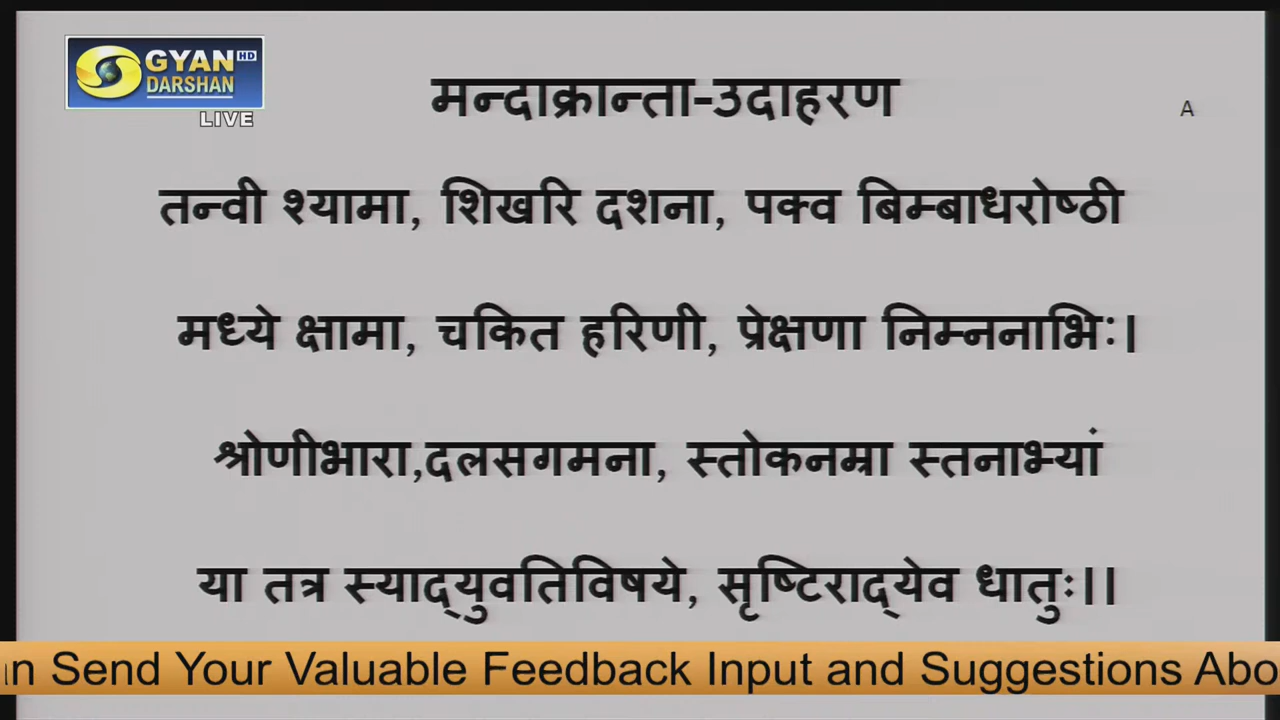 GYAN HD
DARSHAN
LIVE
मन्दाक्रान्ता-उदाहरण
A
तन्वी श्यामा, शिखरि दशना, पक्व बिम्बाधरोष्ठी
मध्ये क्षामा, चकित हरिणी, प्रेक्षणा निम्ननाभिः।
श्रोणीभारा,दलसगमना, स्तोकनम्रा स्तनाभ्यां
या तत्र स्याद्युवतिविषये, सृष्टिराद्येव धातुः।।
n Send Your Valuable Feedback Input and Suggestions Abo